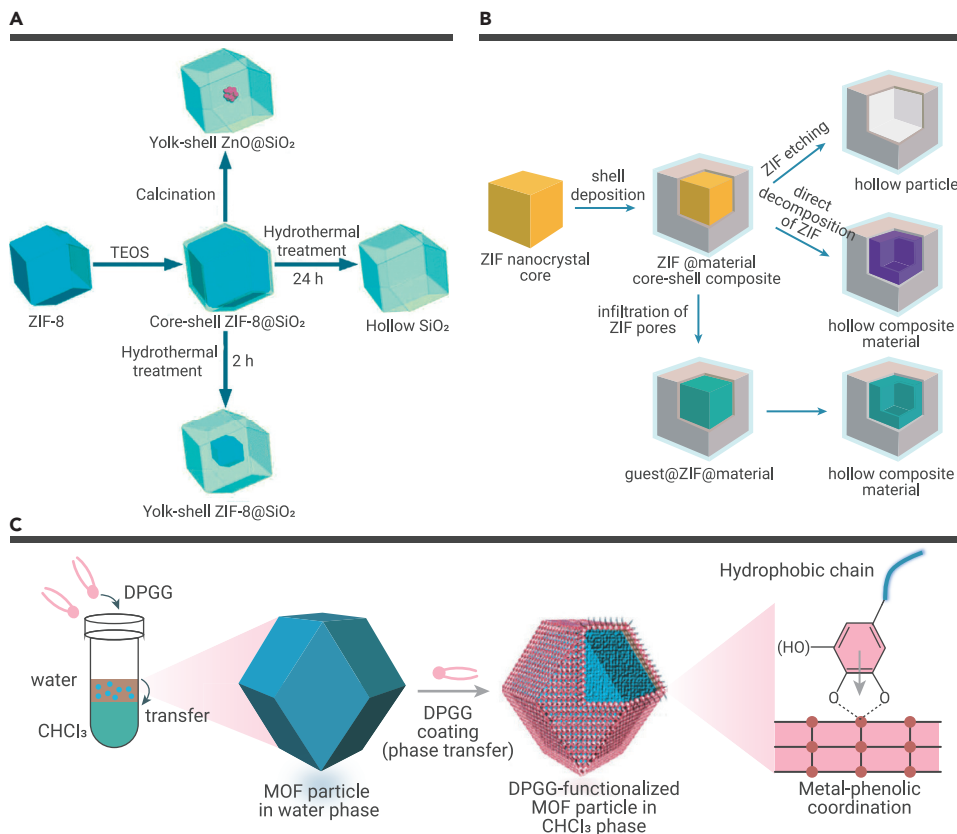 A
Yolk-shell ZnO@SiO₂
Calcination
TEOS
Hydrothermal
treatment
24 h
ZIF-8
Core-shell ZIF-8@SiO₂
Hollow SiO₂
Hydrothermal
treatment
2 h
Yolk-shell ZIF-8@SiO₂
B
shell
deposition
ZIF nanocrystal
core
ZIF @material
core-shell composite
ZIF etching
hollow particle
direct
decomposition
of ZIF
hollow composite
material
infiltration of
ZIF pores
guest@ZIF@material
hollow composite
material
C
DPGG
water
CHCl₃
transfer
MOF particle
in water phase
DPGG
coating
(phase transfer)
DPGG-functionalized
MOF particle in
CHCl₃ phase
Hydrophobic chain
(HO)
O
O
Metal-phenolic
coordination